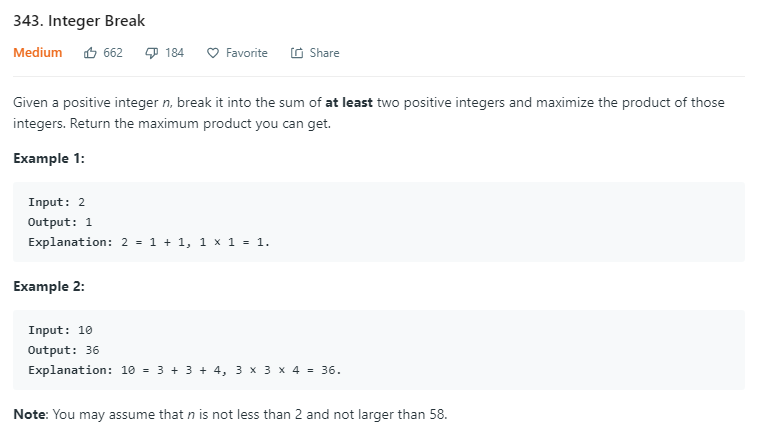 343. Integer Break
Medium 662 184 Favorite Share
Given a positive integer n, break it into the sum of at least two positive integers and maximize the product of those
integers. Return the maximum product you can get.
Example 1:
Input: 2
Output: 1
Explanation: 2 = 1 + 1, 1 × 1 = 1.
Example 2:
Input: 10
Output: 36
Explanation: 10 = 3 + 3 + 4, 3 × 3 × 4 = 36.
Note: You may assume that n is not less than 2 and not larger than 58.